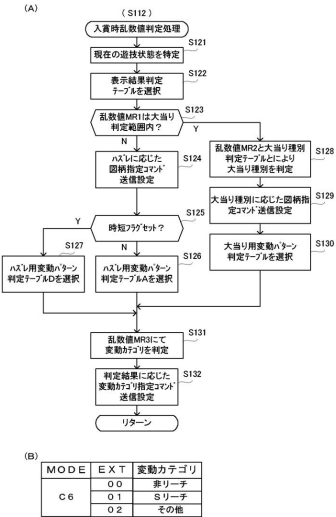 (A)
(S112)
入賞時乱数値判定処理
S121
現在の遊技状態を特定
S122
表示結果判定
テーブルを選択
S123
乱数値MR1は大当り
判定範囲内?
Y
N
S124
ハズレに応じた
図柄指定コマンド
送信設定
S128
乱数値MR2と大当り種別
判定テーブルとにより
大当り種別を判定
S129
大当り種別に応じた図柄指
定コマンド送信設定
S125
時短フラグセット?
Y
N
S130
大当り用変動パターン
判定テーブルを選択
S127
ハズレ用変動パターン
判定テーブルDを選択
S126
ハズレ用変動パターン
判定テーブルAを選択
S131
乱数値MR3にて
変動カテゴリを判定
S132
判定結果に応じた
変動カテゴリ指定コマンド
送信設定
リターン
(B)
MODE EXT 変動カテゴリ
C6
00 非リーチ
01 Sリーチ
02 その他